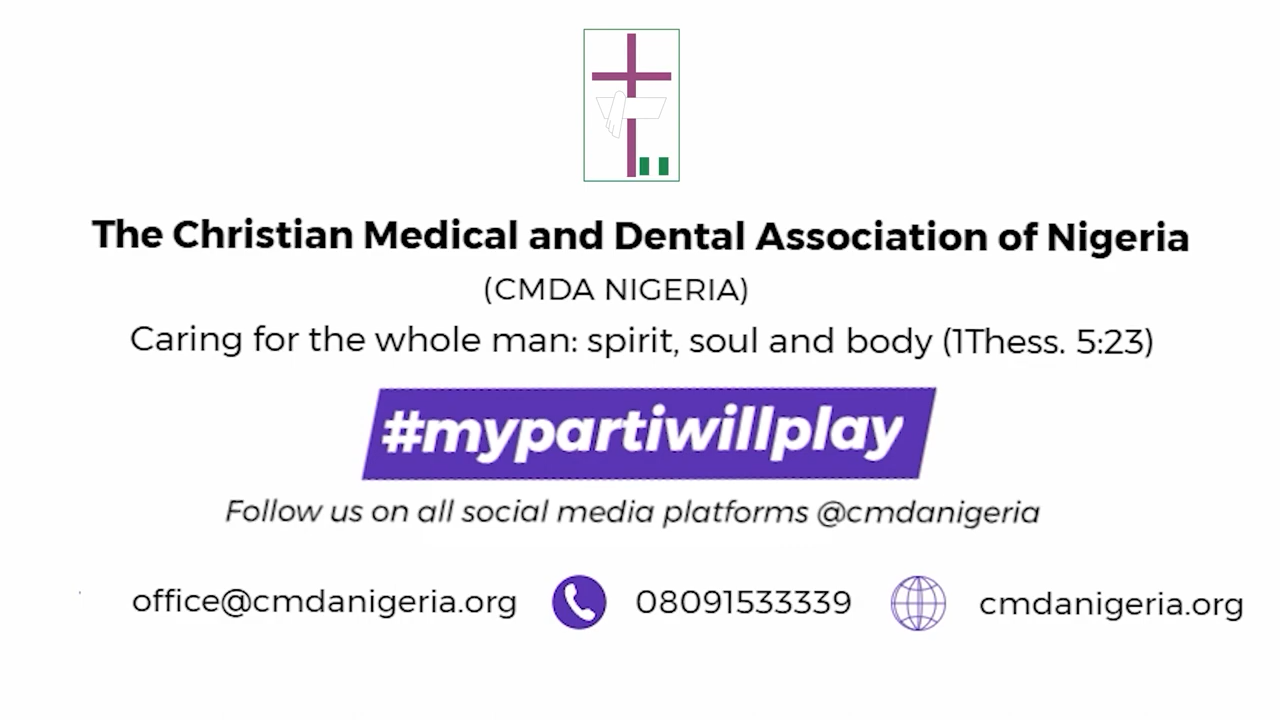 The Christian Medical and Dental Association of Nigeria
(CMDA NIGERIA)
Caring for the whole man: spirit, soul and body (1Thess. 5:23)
#mypartiwillplay
Follow us on all social media platforms @cmdanigeria
office@cmdanigeria.org 08091533339 cmdanigeria.org